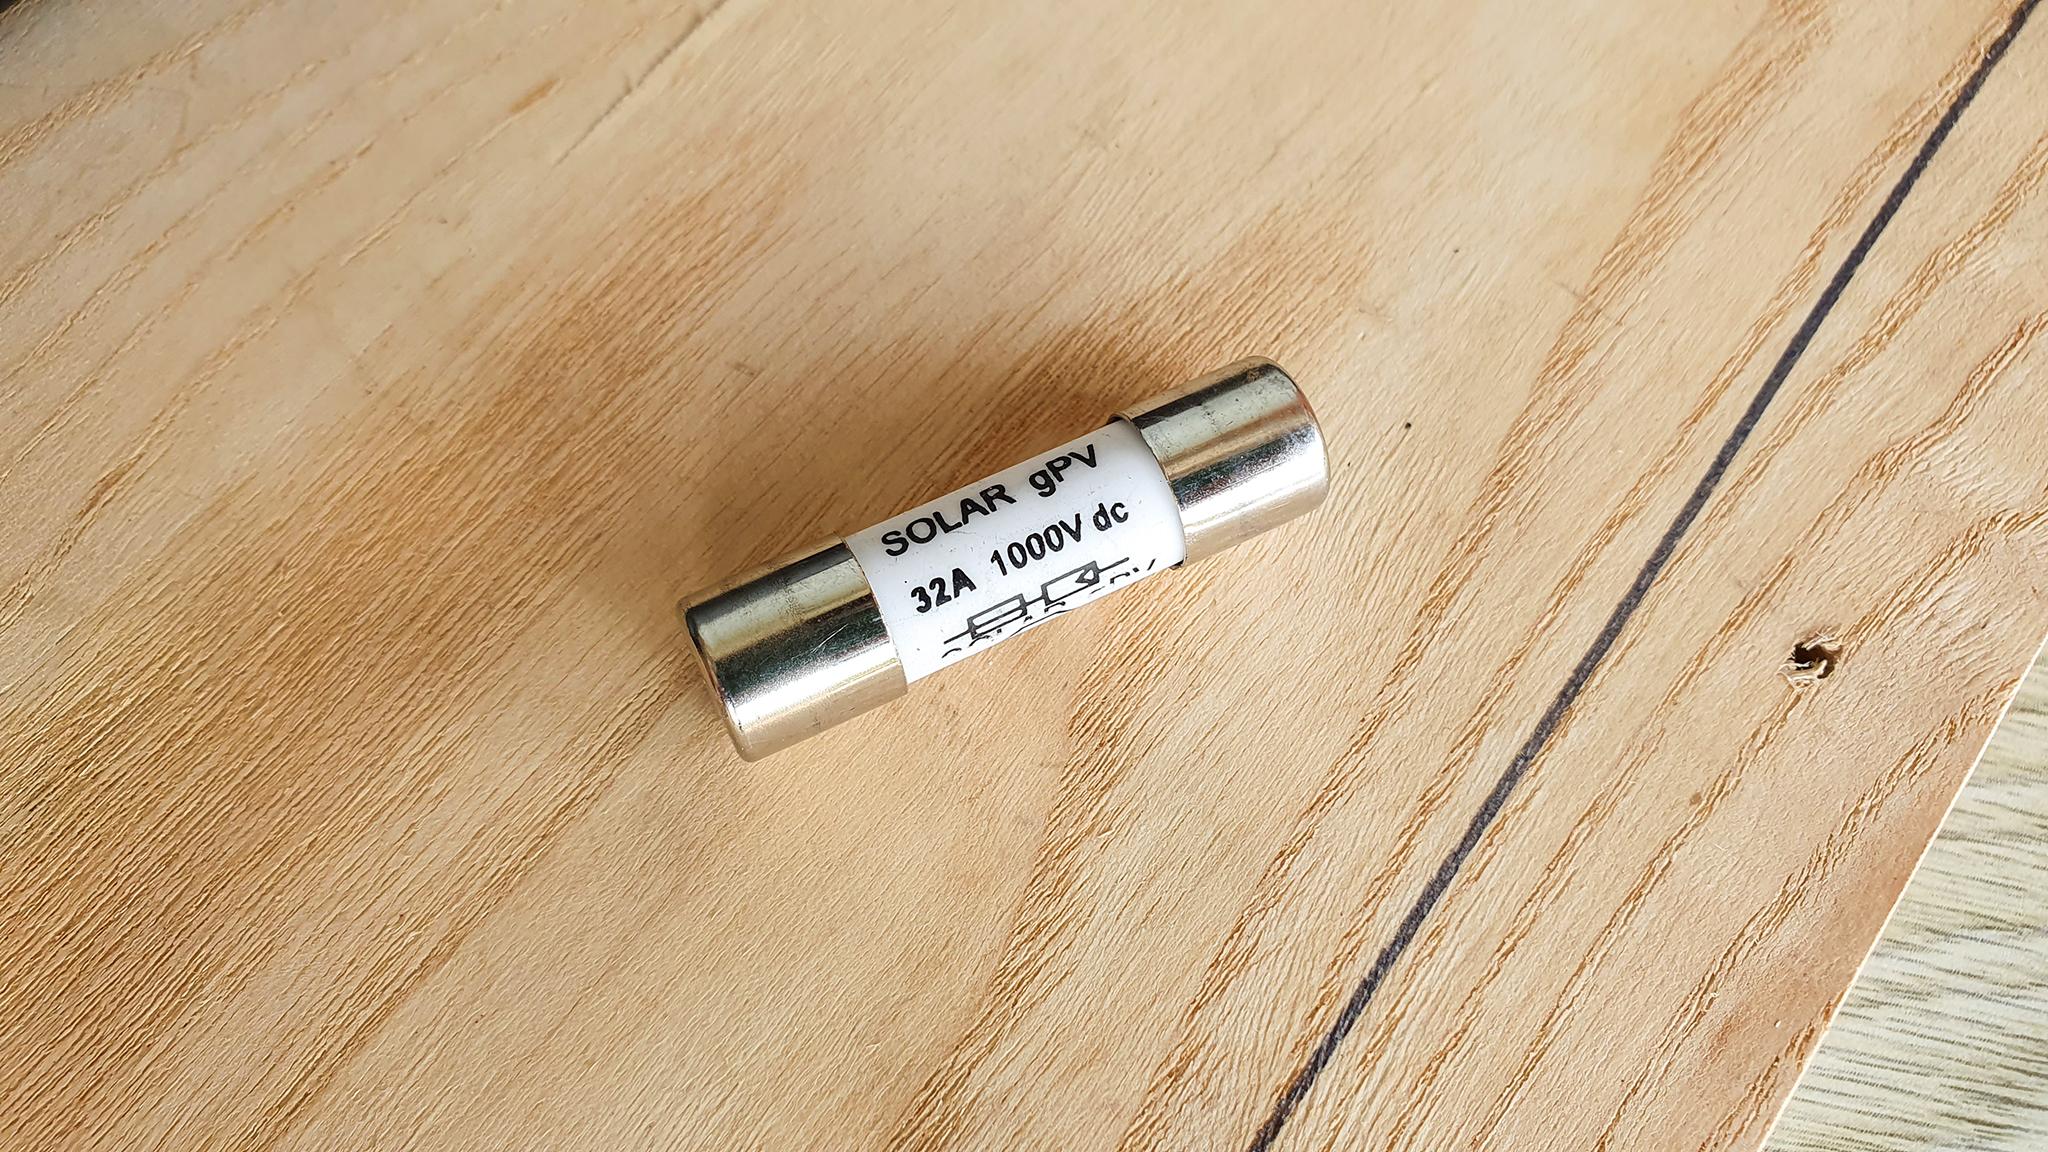 SOLAR gPV
32A 1000V dc